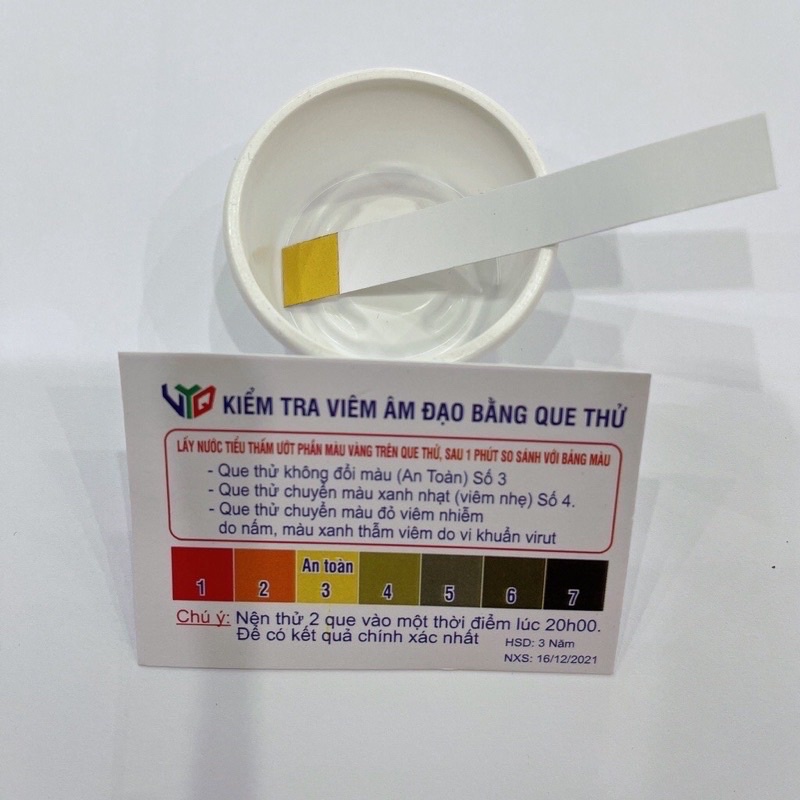 VYQ KIỂM TRA VIÊM ÂM ĐẠO BẰNG QUE THỬ
LẤY NƯỚC TIỂU THẤM ƯỚT PHẦN MÀU VÀNG TRÊN QUE THỬ, SAU 1 PHÚT SO SÁNH VỚI BẢNG MÀU
- Que thử không đổi màu (An Toàn) Số 3
- Que thử chuyển màu xanh nhạt (viêm nhẹ) Số 4.
- Que thử chuyển màu đỏ viêm nhiễm
do nấm, màu xanh thẫm viêm do vi khuẩn virut
An toàn
1 2 3 4 5 6 7
Chú ý: Nên thử 2 que vào một thời điểm lúc 20h00.
Để có kết quả chính xác nhất
HSD: 3 Năm
NXS: 16/12/2021